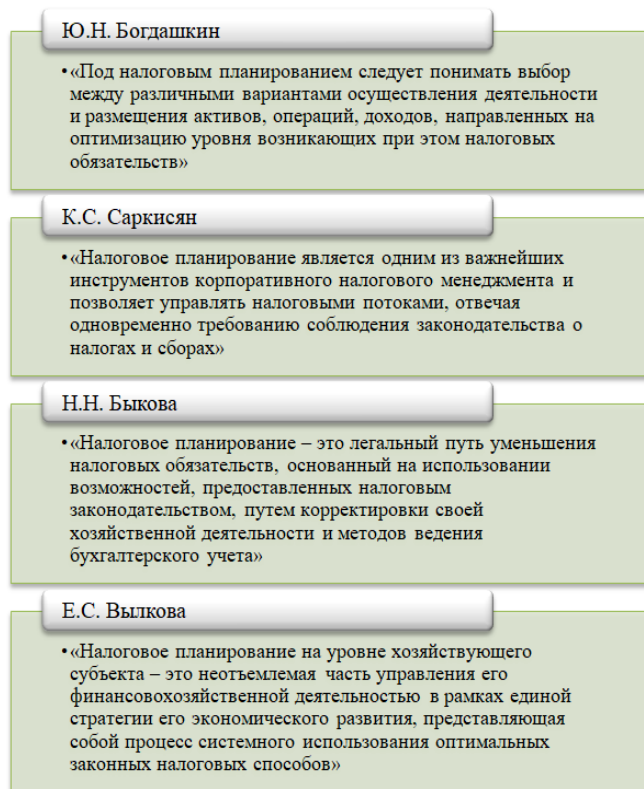 Ю.Н. Богдашкин
•«Под налоговым планированием следует понимать выбор
между различными вариантами осуществления деятельности
и размещения активов, операций, доходов, направленных на
оптимизацию уровня возникающих при этом налоговых
обязательств»
К.С. Саркисян
•«Налоговое планирование является одним из важнейших
инструментов корпоративного налогового менеджмента и
позволяет управлять налоговыми потоками, отвечая
одновременно требованию соблюдения законодательства о
налогах и сборах»
Н.Н. Быкова
•«Налоговое планирование – это легальный путь уменьшения
налоговых обязательств, основанный на использовании
возможностей, предоставленных налоговым
законодательством, путем корректировки своей
хозяйственной деятельности и методов ведения
бухгалтерского учета»
Е.С. Вылкова
•«Налоговое планирование на уровне хозяйствующего
субъекта – это неотъемлемая часть управления его
финансовохозяйственной деятельностью в рамках единой
стратегии его экономического развития, представляющая
собой процесс системного использования оптимальных
законных налоговых способов»